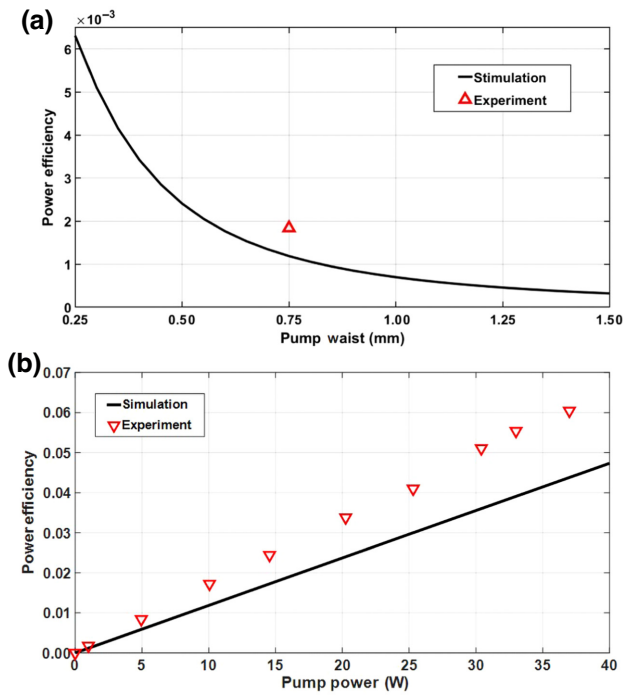 (a)
×10⁻³
6
5
4
3
2
1
0
Power efficiency
Stimulation
Experiment
0.25 0.50 0.75 1.00 1.25 1.50
Pump waist (mm)
(b)
0.07
0.06
0.05
0.04
0.03
0.02
0.01
0.00
Power efficiency
Simulation
Experiment
0 5 10 15 20 25 30 35 40
Pump power (W)